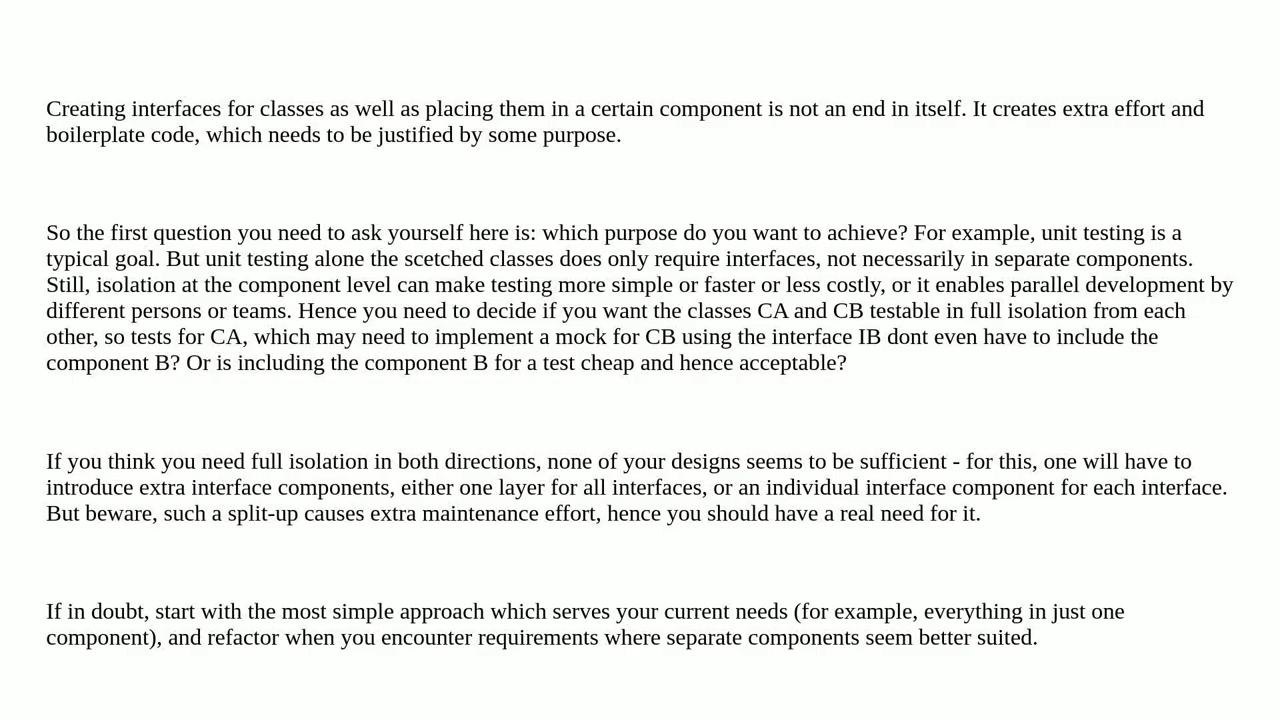 Creating interfaces for classes as well as placing them in a certain component is not an end in itself. It creates extra effort and
boilerplate code, which needs to be justified by some purpose.
So the first question you need to ask yourself here is: which purpose do you want to achieve? For example, unit testing is a
typical goal. But unit testing alone the scetched classes does only require interfaces, not necessarily in separate components.
Still, isolation at the component level can make testing more simple or faster or less costly, or it enables parallel development by
different persons or teams. Hence you need to decide if you want the classes CA and CB testable in full isolation from each
other, so tests for CA, which may need to implement a mock for CB using the interface IB dont even have to include the
component B? Or is including the component B for a test cheap and hence acceptable?
If you think you need full isolation in both directions, none of your designs seems to be sufficient - for this, one will have to
introduce extra interface components, either one layer for all interfaces, or an individual interface component for each interface.
But beware, such a split-up causes extra maintenance effort, hence you should have a real need for it.
If in doubt, start with the most simple approach which serves your current needs (for example, everything in just one
component), and refactor when you encounter requirements where separate components seem better suited.